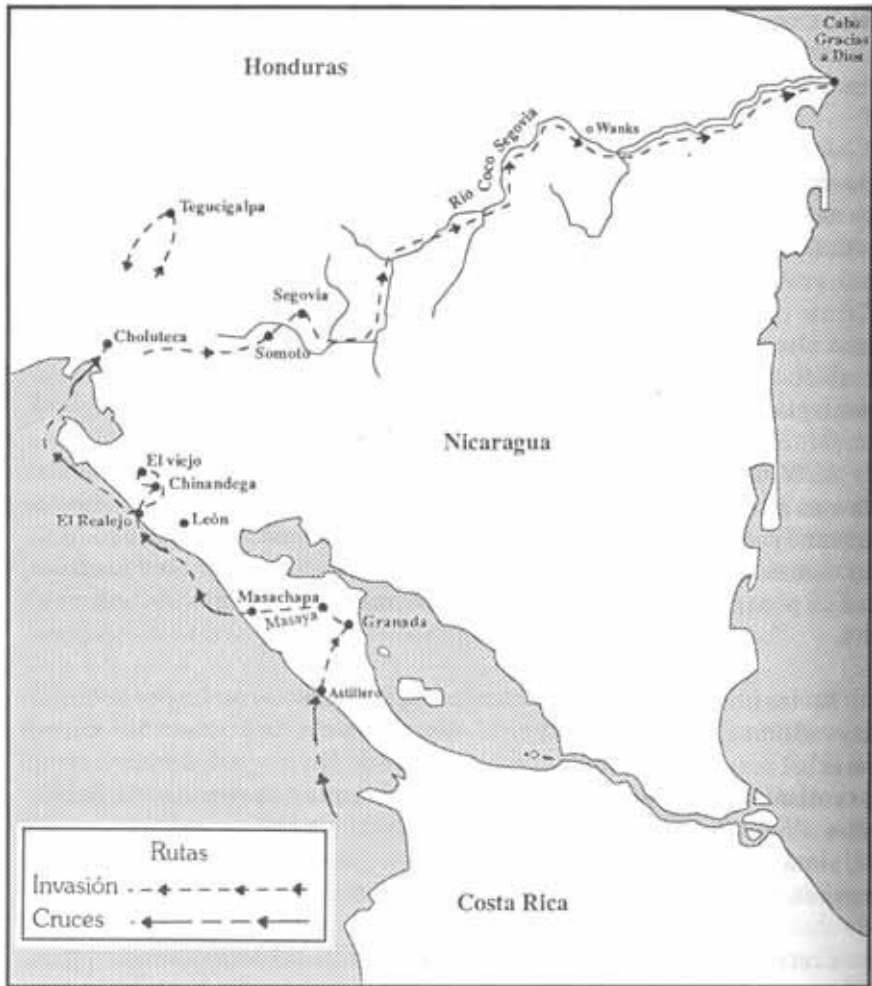 Cabo
Gracias
a Dios
Honduras
o Wanks
Río Coco Segovia
Tegucigalpa
Segovia
Choluteca
Somoto
Nicaragua
El viejo
Chinandega
El Realejo
León
Masachapa
Masaya
Granada
Astillero
Rutas
Invasión
Cruces
Costa Rica